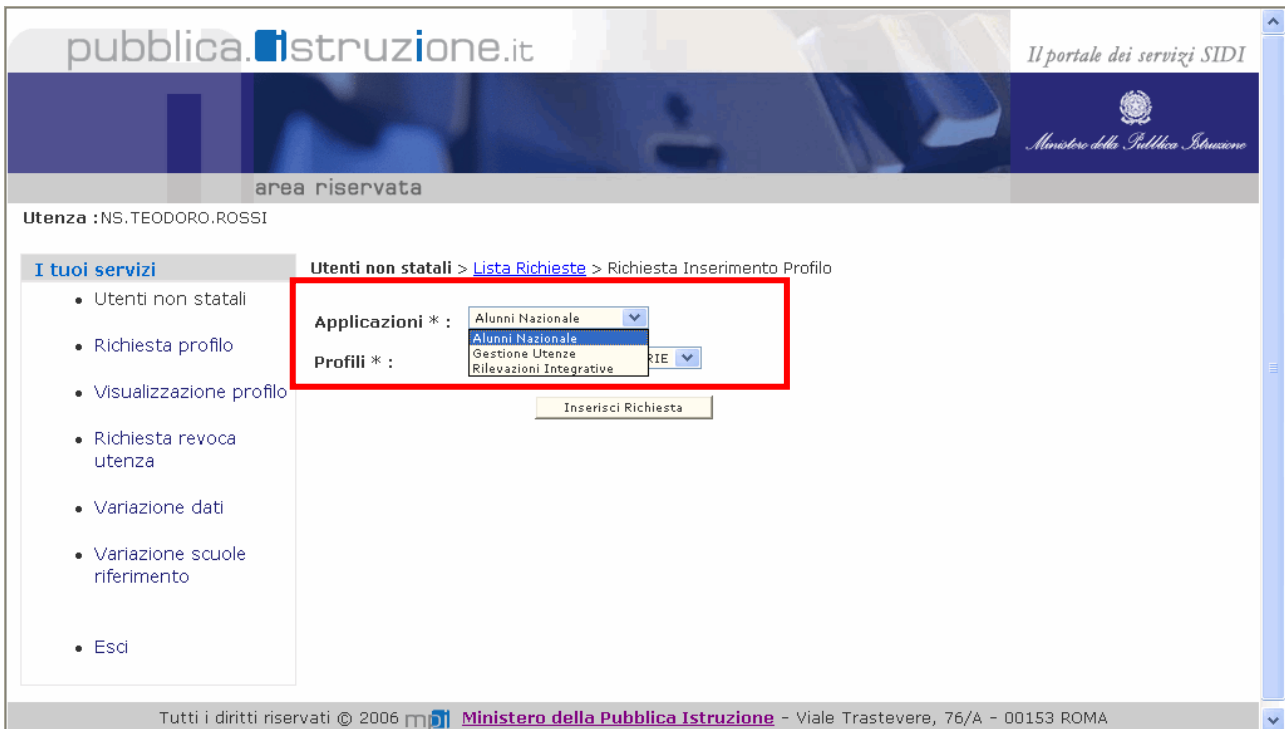 pubblica.istruzione.it
Il portale dei servizi SIDI
Ministero della Pubblica Istruzione
area riservata
Utenza :NS.TEODORO.ROSSI
I tuoi servizi
Utenti non statali > Lista Richieste > Richiesta Inserimento Profilo
• Utenti non statali
• Richiesta profilo
• Visualizzazione profilo
• Richiesta revoca
utenza
• Variazione dati
• Variazione scuole
riferimento
• Esci
Applicazioni * : Alunni Nazionale
Alunni Nazionale
Gestione Utenze
Rilevazioni Integrative
Profili * : RIE
Inserisci Richiesta
Tutti i diritti riservati © 2006 mpi Ministero della Pubblica Istruzione - Viale Trastevere, 76/A - 00153 ROMA